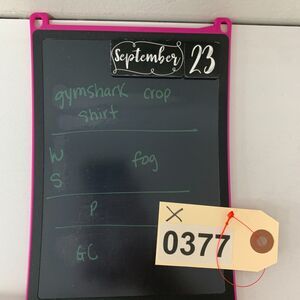 September 23
gymshark crop
shirt
W fog
S
P
GC
X
0377